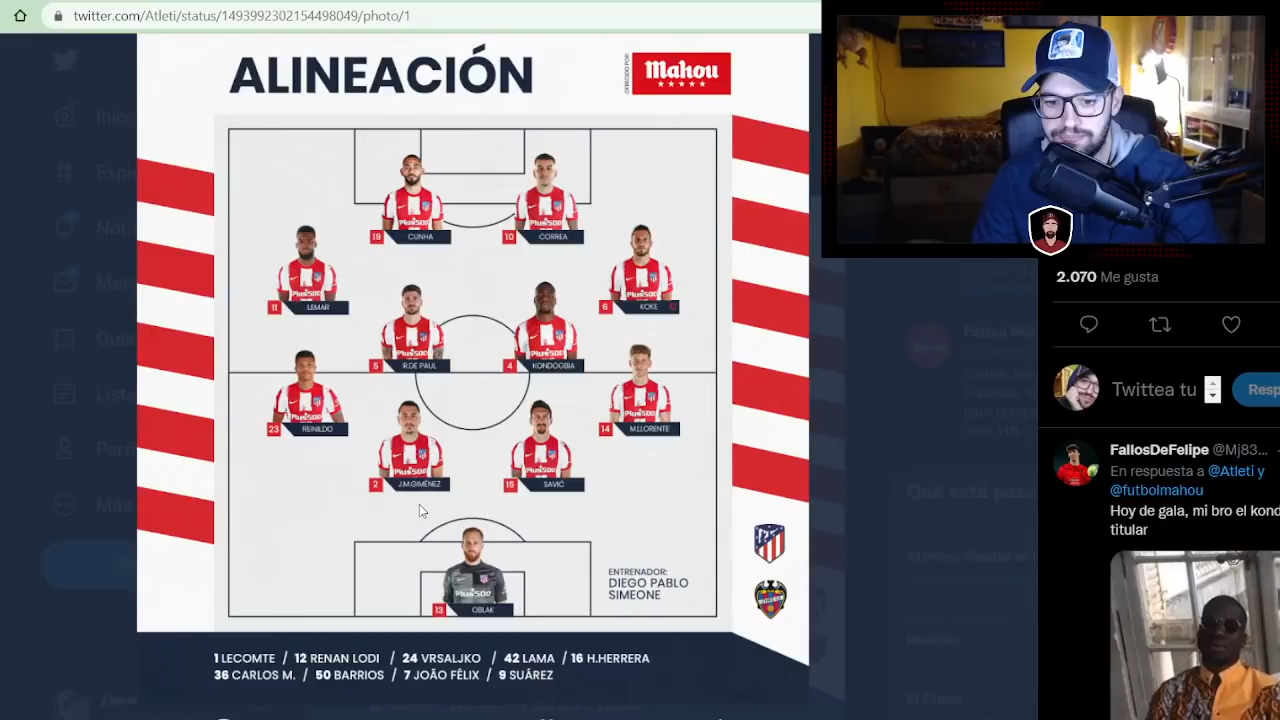 twitter.com/Atleti/status/1493992302154498049/photo/1
ALINEACIÓN
OFRECIDO POR:
Mahou
19 CUNHA
10 CORREA
11 LEMAR
6 KOKE
5 R.DE PAUL
4 KONDOGBIA
23 REINILDO
14 M.LLORENTE
2 J.M.GIMÉNEZ
15 SAVIĆ
13 OBLAK
Plus500
ENTRENADOR:
DIEGO PABLO
SIMEONE
1 LECOMTE / 12 RENAN LODI / 24 VRSALJKO / 42 LAMA / 16 H.HERRERA
36 CARLOS M. / 50 BARRIOS / 7 JOÃO FÉLIX / 9 SUÁREZ
2.070 Me gusta
Twittea tu
Resp
FallosDeFelipe @Mj83...
En respuesta a @Atleti y
@futbolmahou
Hoy de gala, mi bro el kond
titular